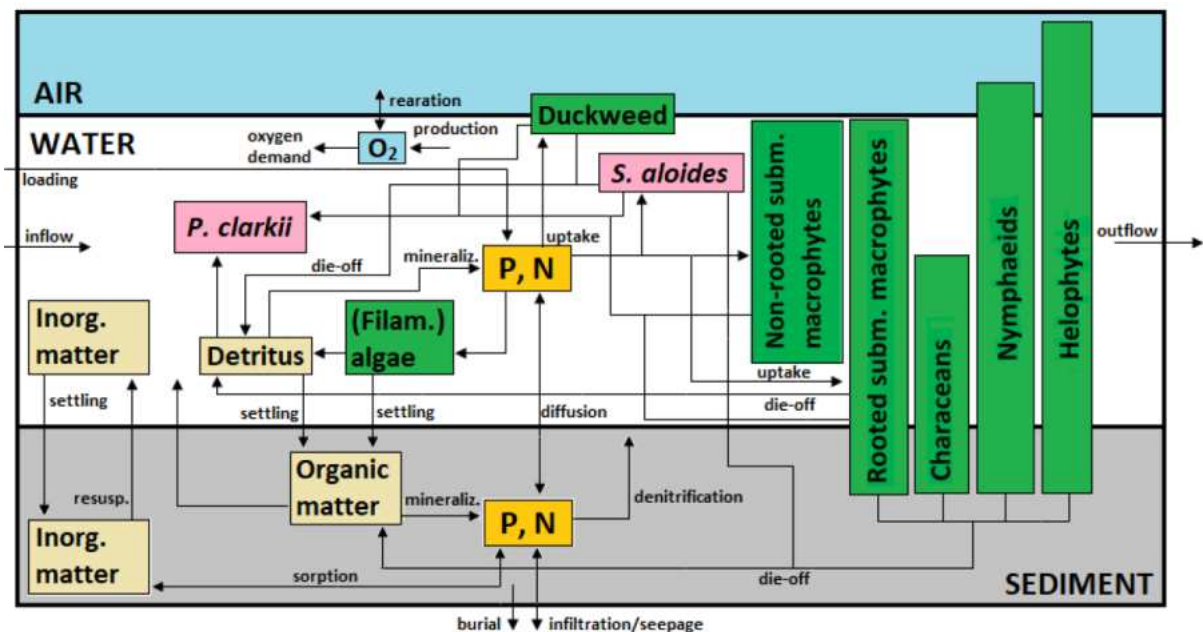 AIR
WATER
rearation
oxygen
demand
O₂
production
Duckweed
loading
S. aloides
P. clarkii
inflow
outflow
die-off
mineraliz.
uptake
P, N
Non-rooted subm.
macrophytes
Rooted subm. macrophytes
Characeans
Nymphaeids
Helophytes
Inorg.
matter
Detritus
(Filam.)
algae
uptake
die-off
settling
settling
settling
diffusion
Organic
matter
resusp.
mineraliz.
P, N
denitrification
Inorg.
matter
sorption
die-off
SEDIMENT
burial
infiltration/seepage